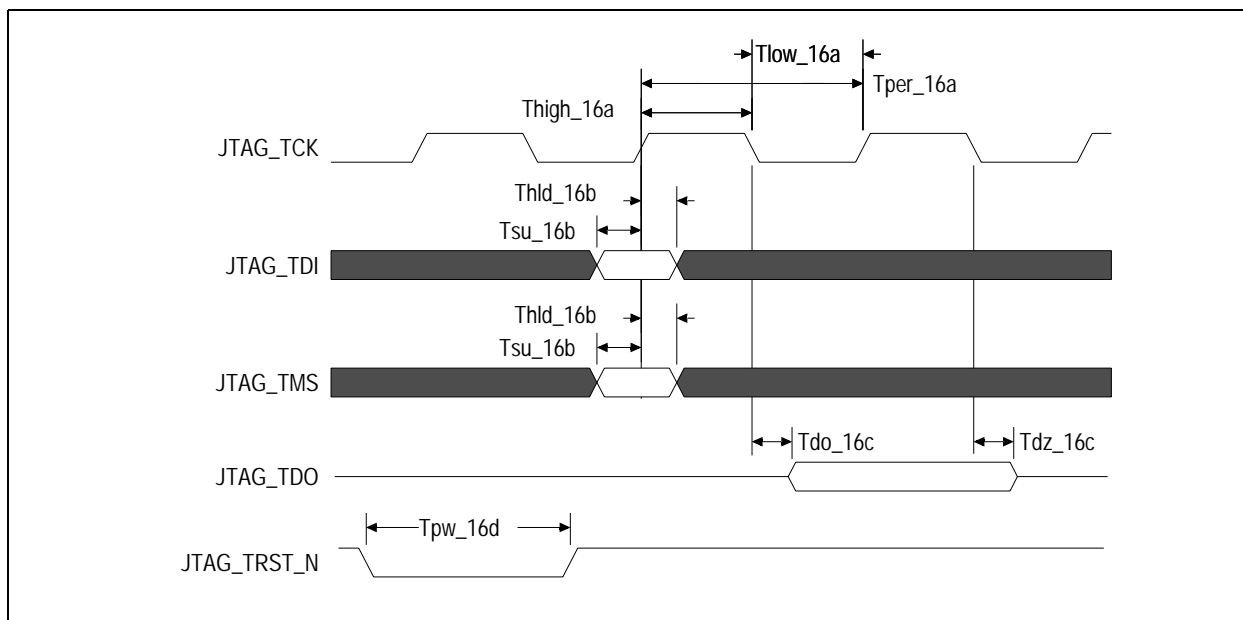 Tlow_16a
Tper_16a
Thigh_16a
JTAG_TCK
Thld_16b
Tsu_16b
JTAG_TDI
Thld_16b
Tsu_16b
JTAG_TMS
Tdo_16c
Tdz_16c
JTAG_TDO
Tpw_16d
JTAG_TRST_N